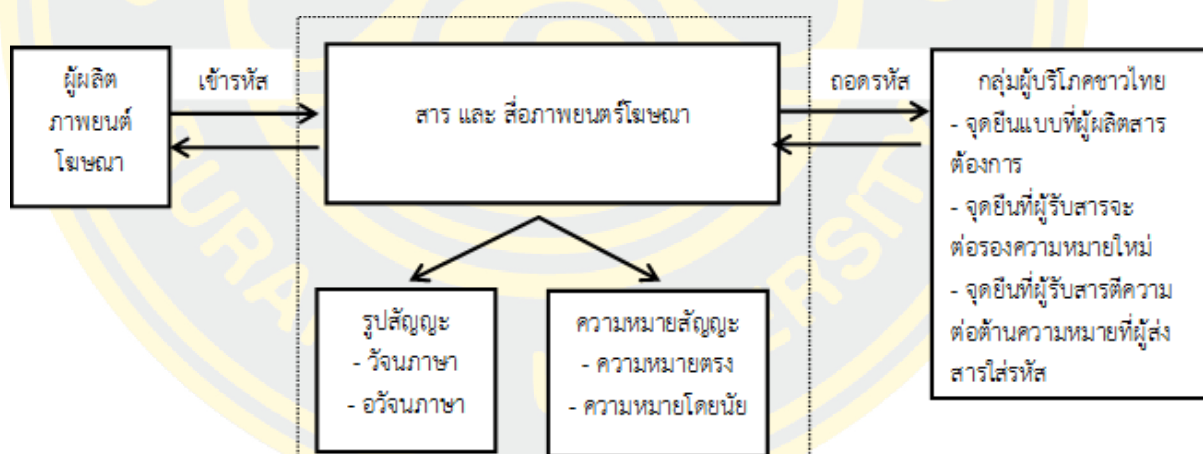 ผู้ผลิต
ภาพยนต์
โฆษณา
เข้ารหัส
สาร และ สื่อภาพยนตร์โฆษณา
ถอดรหัส
กลุ่มผู้บริโภคชาวไทย
- จุดยืนแบบที่ผู้ผลิตสาร
ต้องการ
- จุดยืนที่ผู้รับสารจะ
ต่อรองความหมายใหม่
- จุดยืนที่ผู้รับสารตีความ
ต่อต้านความหมายที่ผู้ส่ง
สารใส่รหัส
รูปสัญญะ
- วัจนภาษา
- อวัจนภาษา
ความหมายสัญญะ
- ความหมายตรง
- ความหมายโดยนัย